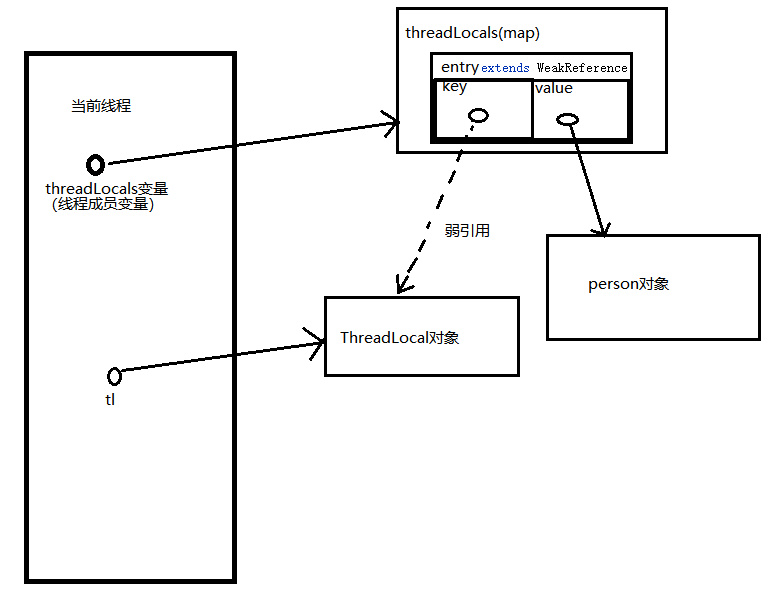 threadLocals(map)
entry extends WeakReference
key
value
当前线程
threadLocals变量
(线程成员变量)
弱引用
person对象
ThreadLocal对象
tl